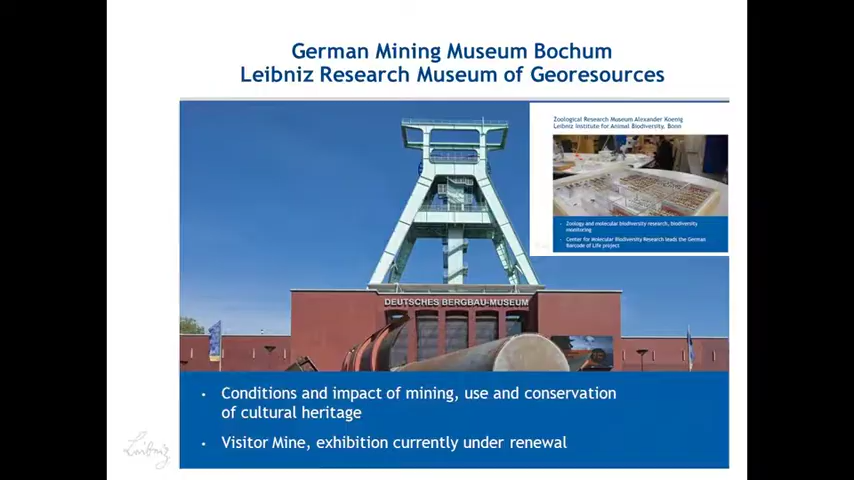 German Mining Museum Bochum
Leibniz Research Museum of Georesources
Zoological Research Museum Alexander Koenig
Leibniz Institute for Animal Biodiversity, Bonn
• Zoology and molecular biodiversity research, biodiversity
monitoring
• Center for Molecular Biodiversity Research leads the German
Barcode of Life project
DEUTSCHES BERGBAU-MUSEUM
• Conditions and impact of mining, use and conservation
of cultural heritage
• Visitor Mine, exhibition currently under renewal
Leibniz